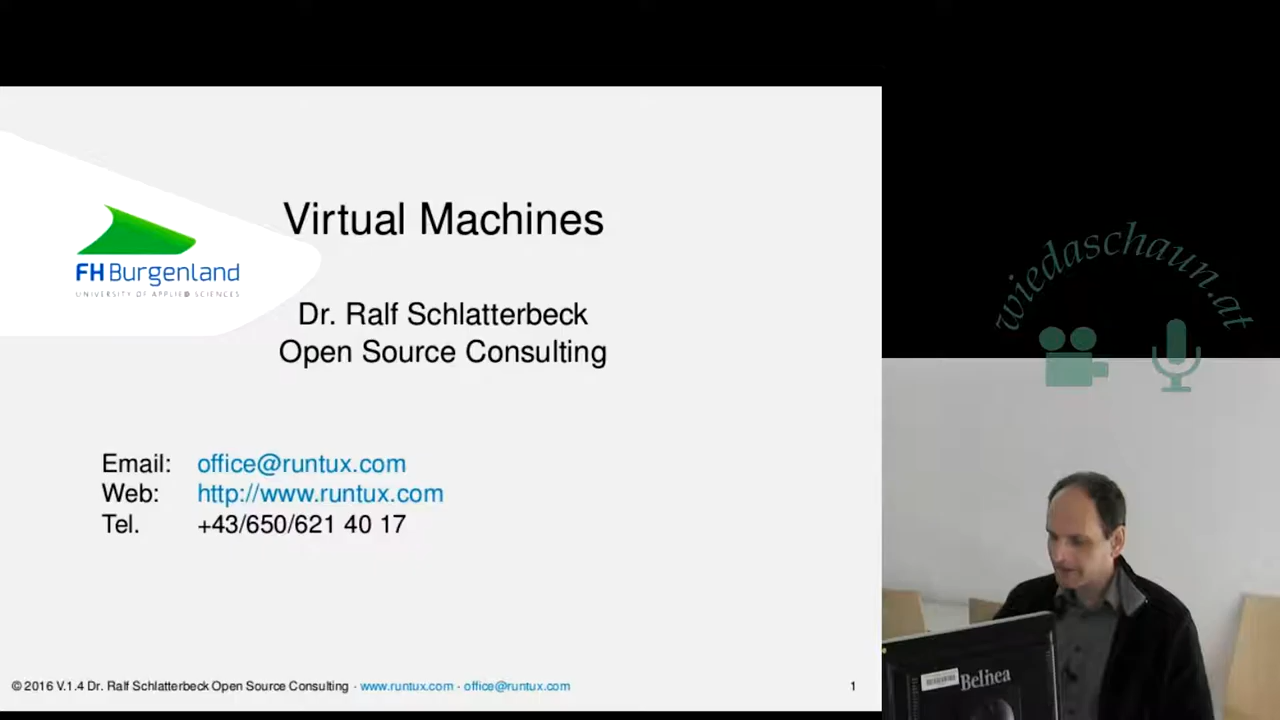 Virtual Machines
FH Burgenland
UNIVERSITY OF APPLIED SCIENCES
Dr. Ralf Schlatterbeck
Open Source Consulting
Email: office@runtux.com
Web: http://www.runtux.com
Tel. +43/650/621 40 17
© 2016 V.1.4 Dr. Ralf Schlatterbeck Open Source Consulting · www.runtux.com · office@runtux.com 1
wiedaschaun.at
Belinea